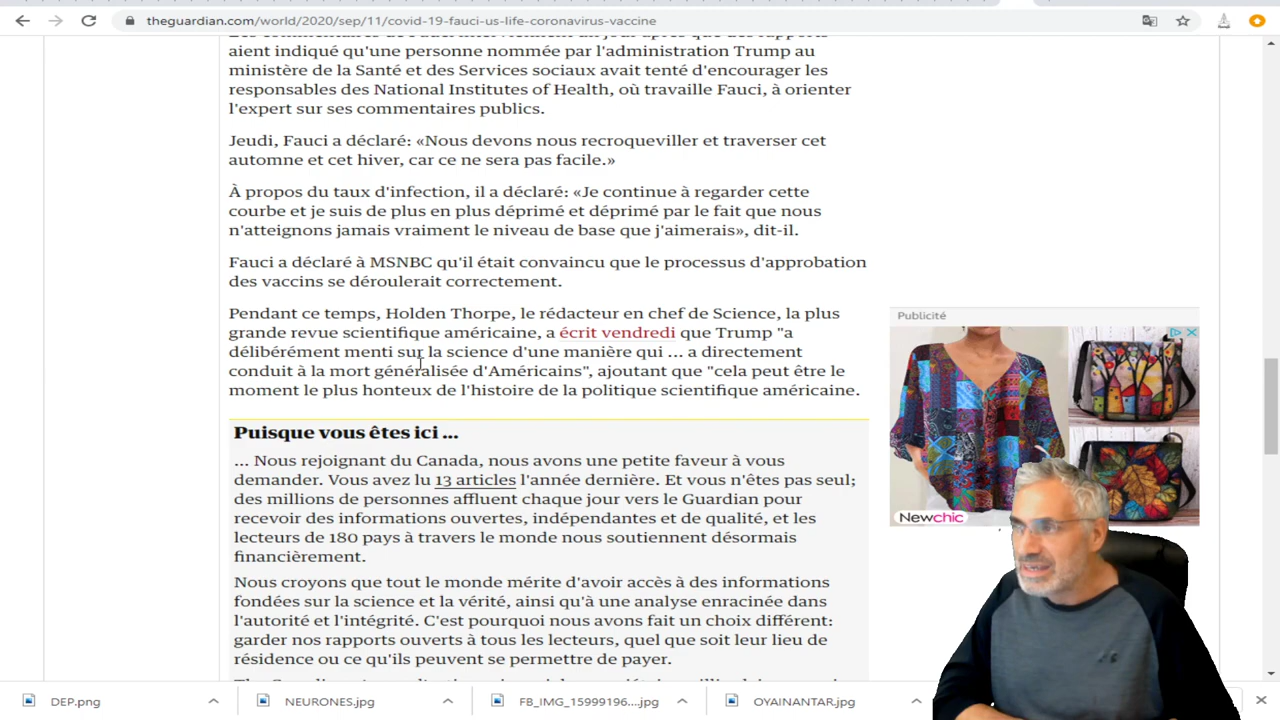 theguardian.com/world/2020/sep/11/covid-19-fauci-us-life-coronavirus-vaccine
Les commentaires de Fauci interviennent un jour après que des rapports
aient indiqué qu'une personne nommée par l'administration Trump au
ministère de la Santé et des Services sociaux avait tenté d'encourager les
responsables des National Institutes of Health, où travaille Fauci, à orienter
l'expert sur ses commentaires publics.
Jeudi, Fauci a déclaré: «Nous devons nous recroqueviller et traverser cet
automne et cet hiver, car ce ne sera pas facile.»
À propos du taux d'infection, il a déclaré: «Je continue à regarder cette
courbe et je suis de plus en plus déprimé et déprimé par le fait que nous
n'atteignons jamais vraiment le niveau de base que j'aimerais», dit-il.
Fauci a déclaré à MSNBC qu'il était convaincu que le processus d'approbation
des vaccins se déroulerait correctement.
Pendant ce temps, Holden Thorpe, le rédacteur en chef de Science, la plus
grande revue scientifique américaine, a écrit vendredi que Trump "a
délibérément menti sur la science d'une manière qui ... a directement
conduit à la mort généralisée d'Américains", ajoutant que "cela peut être le
moment le plus honteux de l'histoire de la politique scientifique américaine.
Publicité
Newchic
Puisque vous êtes ici ...
... Nous rejoignant du Canada, nous avons une petite faveur à vous
demander. Vous avez lu 13 articles l'année dernière. Et vous n'êtes pas seul;
des millions de personnes affluent chaque jour vers le Guardian pour
recevoir des informations ouvertes, indépendantes et de qualité, et les
lecteurs de 180 pays à travers le monde nous soutiennent désormais
financièrement.
Nous croyons que tout le monde mérite d'avoir accès à des informations
fondées sur la science et la vérité, ainsi qu'à une analyse enracinée dans
l'autorité et l'intégrité. C'est pourquoi nous avons fait un choix différent:
garder nos rapports ouverts à tous les lecteurs, quel que soit leur lieu de
résidence ou ce qu'ils peuvent se permettre de payer.
DEP.png
NEURONES.jpg
FB_IMG_15999196....jpg
OYAINANTAR.jpg